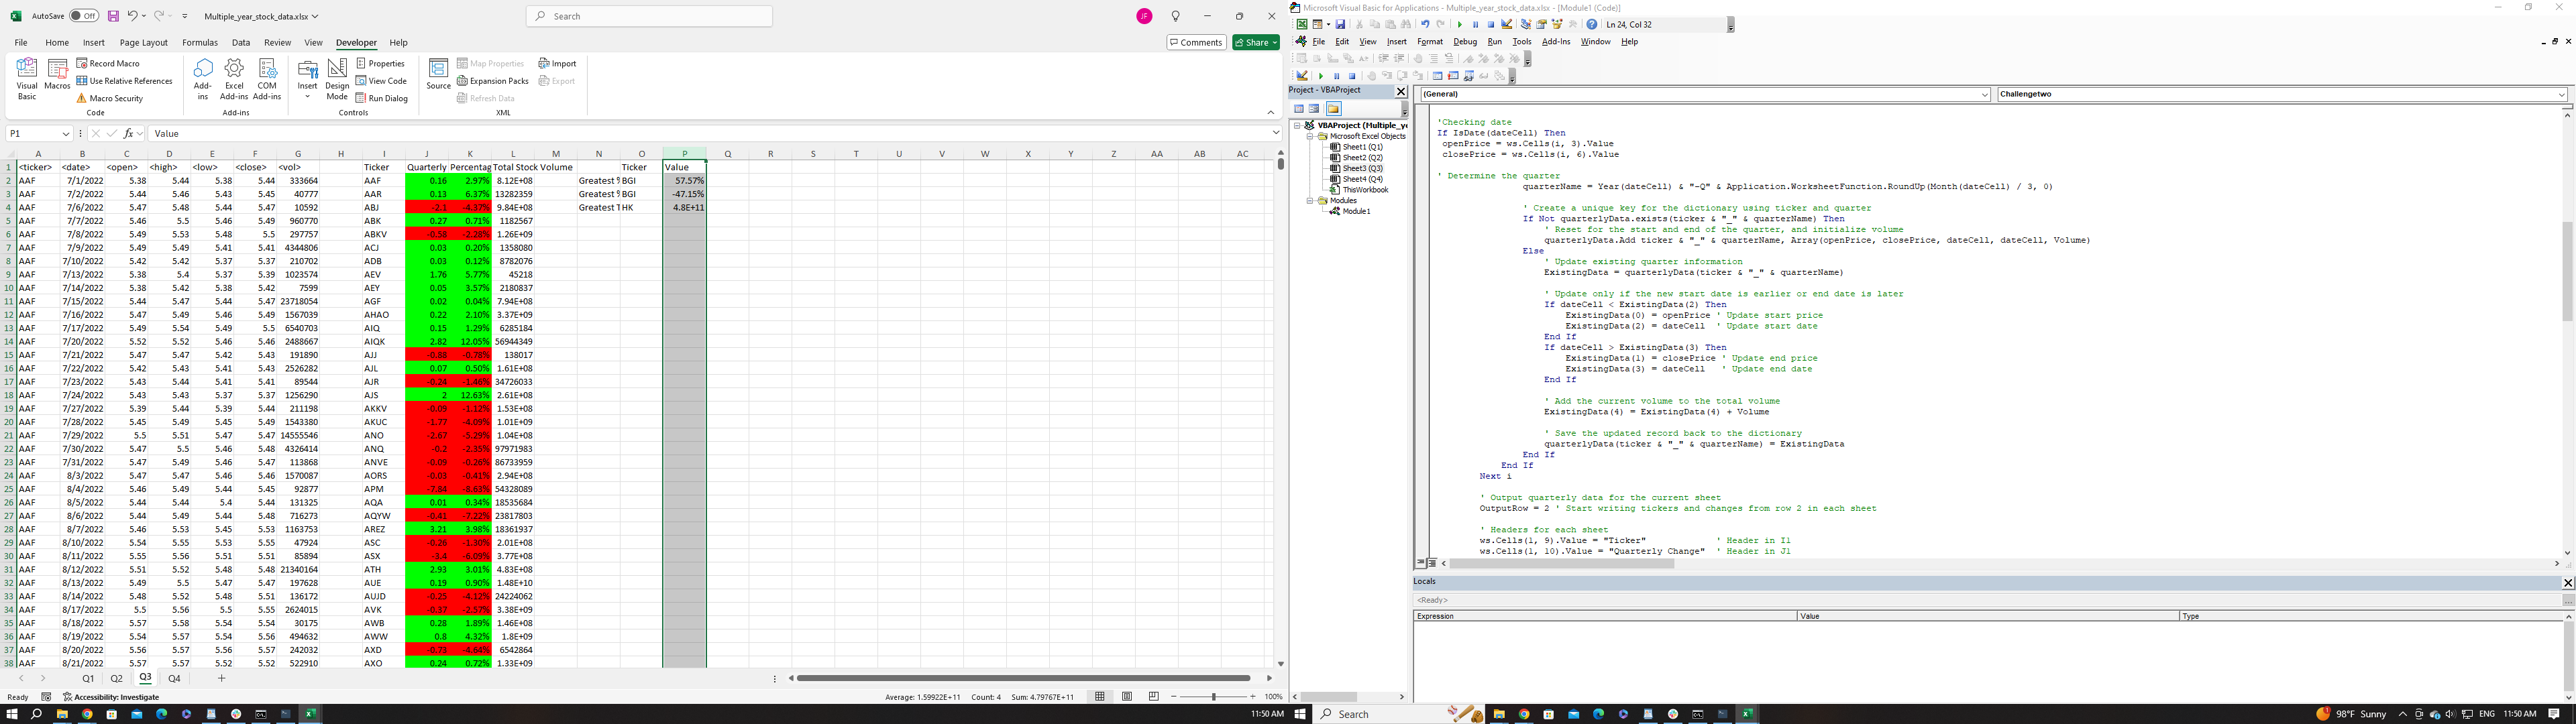 AutoSave Off Multiple_year_stock_data.xlsx Search JF
File Home Insert Page Layout Formulas Data Review View Developer Help Comments Share
Visual Basic Macros Record Macro Use Relative References Macro Security Code
Add-ins Excel Add-ins COM Add-ins Add-ins
Insert Design Mode Properties View Code Run Dialog Controls
Source Map Properties Expansion Packs Refresh Data Import Export XML
P1 fx Value
A B C D E F G H I J K L M N O P Q R S T U V W X Y Z AA AB AC
1 <ticker> <date> <open> <high> <low> <close> <vol> Ticker Quarterly Percentag Total Stock Volume Ticker Value
2 AAF 7/1/2022 5.38 5.44 5.38 5.44 333664 AAF 0.16 2.97% 8.12E+08 Greatest % BGI 57.57%
3 AAF 7/2/2022 5.44 5.46 5.43 5.45 40777 AAR 0.13 6.37% 13282359 Greatest % BGI -47.15%
4 AAF 7/6/2022 5.47 5.48 5.44 5.47 10592 ABJ -2.1 -4.37% 9.84E+08 Greatest T HK 4.8E+11
5 AAF 7/7/2022 5.46 5.5 5.46 5.49 960770 ABK 0.27 0.71% 1182567
6 AAF 7/8/2022 5.49 5.53 5.48 5.5 297757 ABKV -0.58 -2.28% 1.26E+09
7 AAF 7/9/2022 5.49 5.49 5.41 5.41 4344806 ACJ 0.03 0.20% 1358080
8 AAF 7/10/2022 5.42 5.42 5.37 5.37 210702 ADB 0.03 0.12% 8782076
9 AAF 7/13/2022 5.38 5.4 5.37 5.39 1023574 AEV 1.76 5.77% 45218
10 AAF 7/14/2022 5.38 5.42 5.38 5.42 7599 AEY 0.05 3.57% 2180837
11 AAF 7/15/2022 5.44 5.47 5.44 5.47 23718054 AGF 0.02 0.04% 7.94E+08
12 AAF 7/16/2022 5.47 5.49 5.46 5.49 1567039 AHAO 0.22 2.10% 3.37E+09
13 AAF 7/17/2022 5.49 5.54 5.49 5.5 6540703 AIQ 0.15 1.29% 6285184
14 AAF 7/20/2022 5.52 5.52 5.46 5.46 2488667 AIQK 2.82 12.05% 56944349
15 AAF 7/21/2022 5.47 5.47 5.42 5.43 191890 AJJ -0.88 -0.78% 138017
16 AAF 7/22/2022 5.42 5.43 5.41 5.43 2526282 AJL 0.07 0.50% 1.61E+08
17 AAF 7/23/2022 5.43 5.44 5.41 5.41 89544 AJR -0.24 -1.46% 34726033
18 AAF 7/24/2022 5.43 5.43 5.37 5.37 1256290 AJS 2 12.63% 2.61E+08
19 AAF 7/27/2022 5.39 5.44 5.39 5.44 211198 AKKV -0.09 -1.12% 1.53E+08
20 AAF 7/28/2022 5.45 5.49 5.45 5.49 1543380 AKUC -1.77 -4.09% 1.01E+09
21 AAF 7/29/2022 5.5 5.51 5.47 5.47 14555546 ANO -2.67 -5.29% 1.04E+08
22 AAF 7/30/2022 5.47 5.5 5.46 5.48 4326414 ANQ -0.2 -2.35% 97971983
23 AAF 7/31/2022 5.47 5.49 5.46 5.47 113868 ANVE -0.09 -0.26% 86733959
24 AAF 8/3/2022 5.47 5.47 5.46 5.46 1570087 AORS -0.03 -0.41% 2.94E+08
25 AAF 8/4/2022 5.46 5.49 5.44 5.45 92877 APM -7.84 -8.63% 54328089
26 AAF 8/5/2022 5.44 5.44 5.4 5.44 131325 AQA 0.01 0.34% 18535684
27 AAF 8/6/2022 5.44 5.49 5.44 5.48 716273 AQYW -0.41 -7.22% 23817803
28 AAF 8/7/2022 5.46 5.53 5.45 5.53 1163753 AREZ 3.21 3.98% 18361937
29 AAF 8/10/2022 5.54 5.55 5.53 5.55 47924 ASC -0.26 -1.30% 2.01E+08
30 AAF 8/11/2022 5.55 5.56 5.51 5.51 85894 ASX -3.4 -6.09% 3.77E+08
31 AAF 8/12/2022 5.51 5.52 5.48 5.48 21340164 ATH 2.93 3.01% 4.83E+08
32 AAF 8/13/2022 5.49 5.5 5.47 5.47 197628 AUE 0.19 0.90% 1.48E+10
33 AAF 8/14/2022 5.48 5.52 5.48 5.51 136172 AUJD -0.25 -4.12% 24224062
34 AAF 8/17/2022 5.5 5.56 5.5 5.55 2624015 AVK -0.37 -2.57% 3.38E+09
35 AAF 8/18/2022 5.57 5.58 5.54 5.54 30175 AWB 0.28 1.89% 1.46E+08
36 AAF 8/19/2022 5.54 5.57 5.54 5.56 494632 AWW 0.8 4.32% 1.8E+09
37 AAF 8/20/2022 5.56 5.57 5.56 5.57 242032 AXD -0.73 -4.64% 6542864
38 AAF 8/21/2022 5.57 5.57 5.52 5.52 522910 AXO 0.24 0.72% 1.33E+09
Q1 Q2 Q3 Q4
Ready Accessibility: Investigate Average: 1.59922E+11 Count: 4 Sum: 4.79767E+11 100%
11:50 AM
Microsoft Visual Basic for Applications - Multiple_year_stock_data.xlsx - [Module1 (Code)]
Ln 24, Col 32
File Edit View Insert Format Debug Run Tools Add-Ins Window Help
Project - VBAProject
VBAProject (Multiple_ye
Microsoft Excel Objects
Sheet1 (Q1)
Sheet2 (Q2)
Sheet3 (Q3)
Sheet4 (Q4)
ThisWorkbook
Modules
Module1
(General) Challengetwo
'Checking date
If IsDate(dateCell) Then
openPrice = ws.Cells(i, 3).Value
closePrice = ws.Cells(i, 6).Value
' Determine the quarter
quarterName = Year(dateCell) & "-Q" & Application.WorksheetFunction.RoundUp(Month(dateCell) / 3, 0)
' Create a unique key for the dictionary using ticker and quarter
If Not quarterlyData.exists(ticker & "_" & quarterName) Then
' Reset for the start and end of the quarter, and initialize volume
quarterlyData.Add ticker & "_" & quarterName, Array(openPrice, closePrice, dateCell, dateCell, Volume)
Else
' Update existing quarter information
ExistingData = quarterlyData(ticker & "_" & quarterName)
' Update only if the new start date is earlier or end date is later
If dateCell < ExistingData(2) Then
ExistingData(0) = openPrice ' Update start price
ExistingData(2) = dateCell ' Update start date
End If
If dateCell > ExistingData(3) Then
ExistingData(1) = closePrice ' Update end price
ExistingData(3) = dateCell ' Update end date
End If
' Add the current volume to the total volume
ExistingData(4) = ExistingData(4) + Volume
' Save the updated record back to the dictionary
quarterlyData(ticker & "_" & quarterName) = ExistingData
End If
End If
Next i
' Output quarterly data for the current sheet
OutputRow = 2 ' Start writing tickers and changes from row 2 in each sheet
' Headers for each sheet
ws.Cells(1, 9).Value = "Ticker" ' Header in I1
ws.Cells(1, 10).Value = "Quarterly Change" ' Header in J1
Locals
<Ready>
Expression Value Type
Search 98°F Sunny ENG 11:50 AM